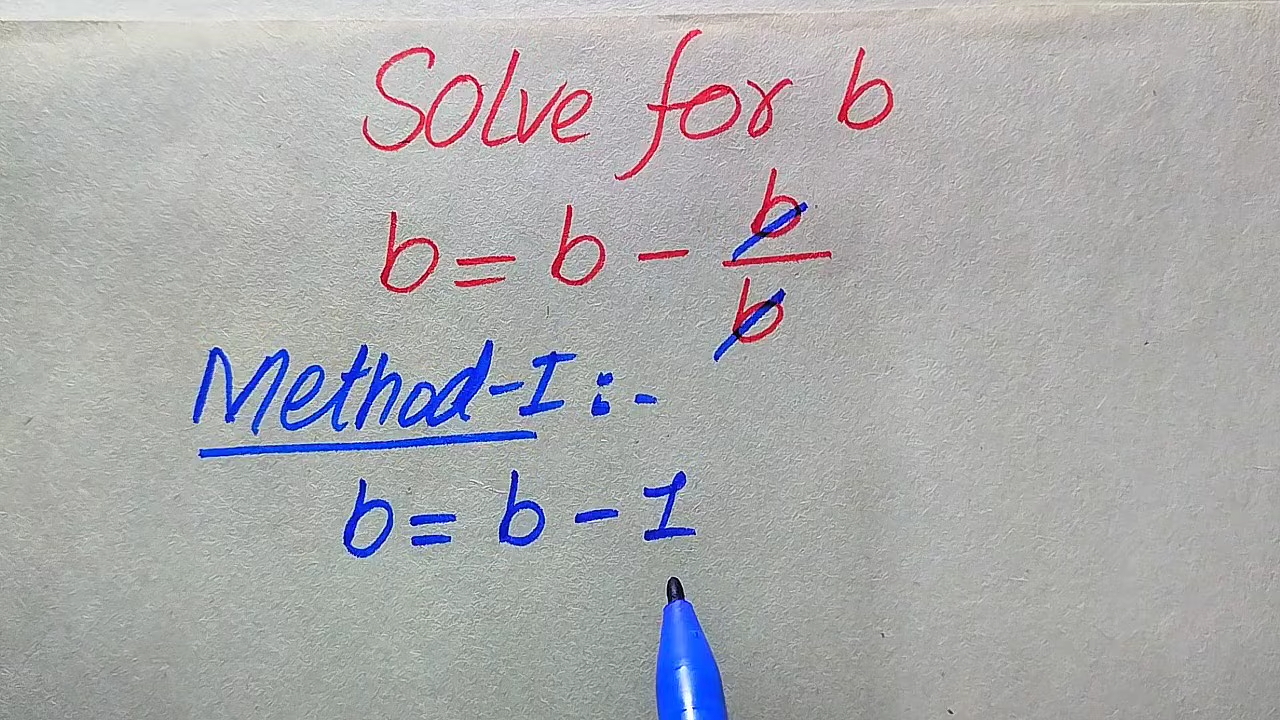 Solve for b
b = b - b/b
Method-I :-
b = b - 1